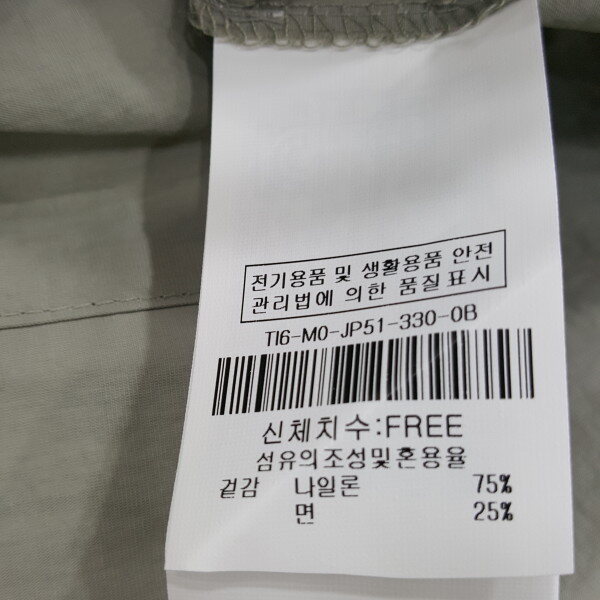 전기용품 및 생활용품 안전
관리법에 의한 품질표시
TI6-MO-JP51-330-0B
신체치수:FREE
섬유의조성및혼용율
겉감 나일론 75%
면 25%